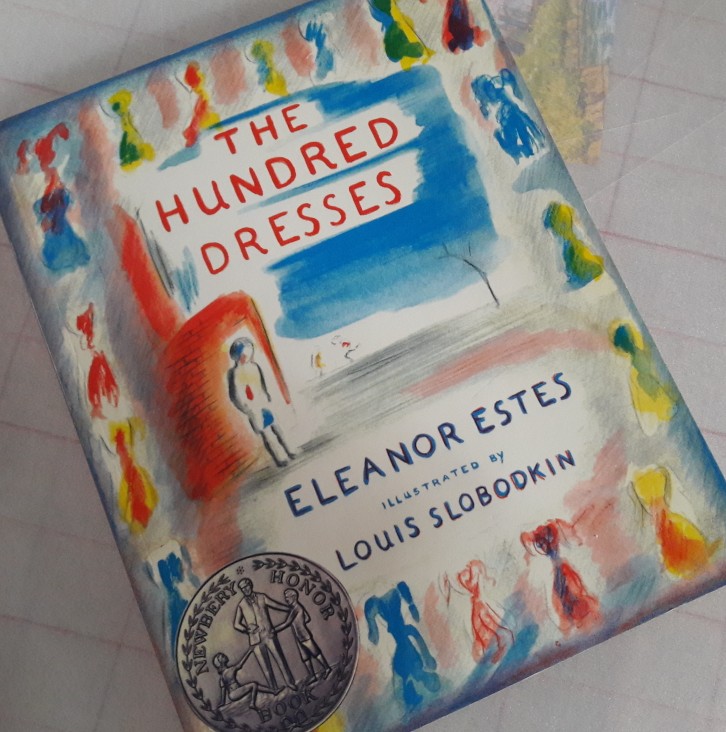 THE
HUNDRED
DRESSES
ELEANOR ESTES
ILLUSTRATED BY
LOUIS SLOBODKIN
NEWBERY * HONOR
BOOK